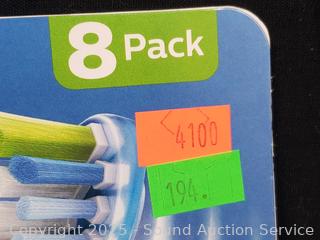 8 Pack
4100
194.
Copyright 2025 - Sound Auction Service